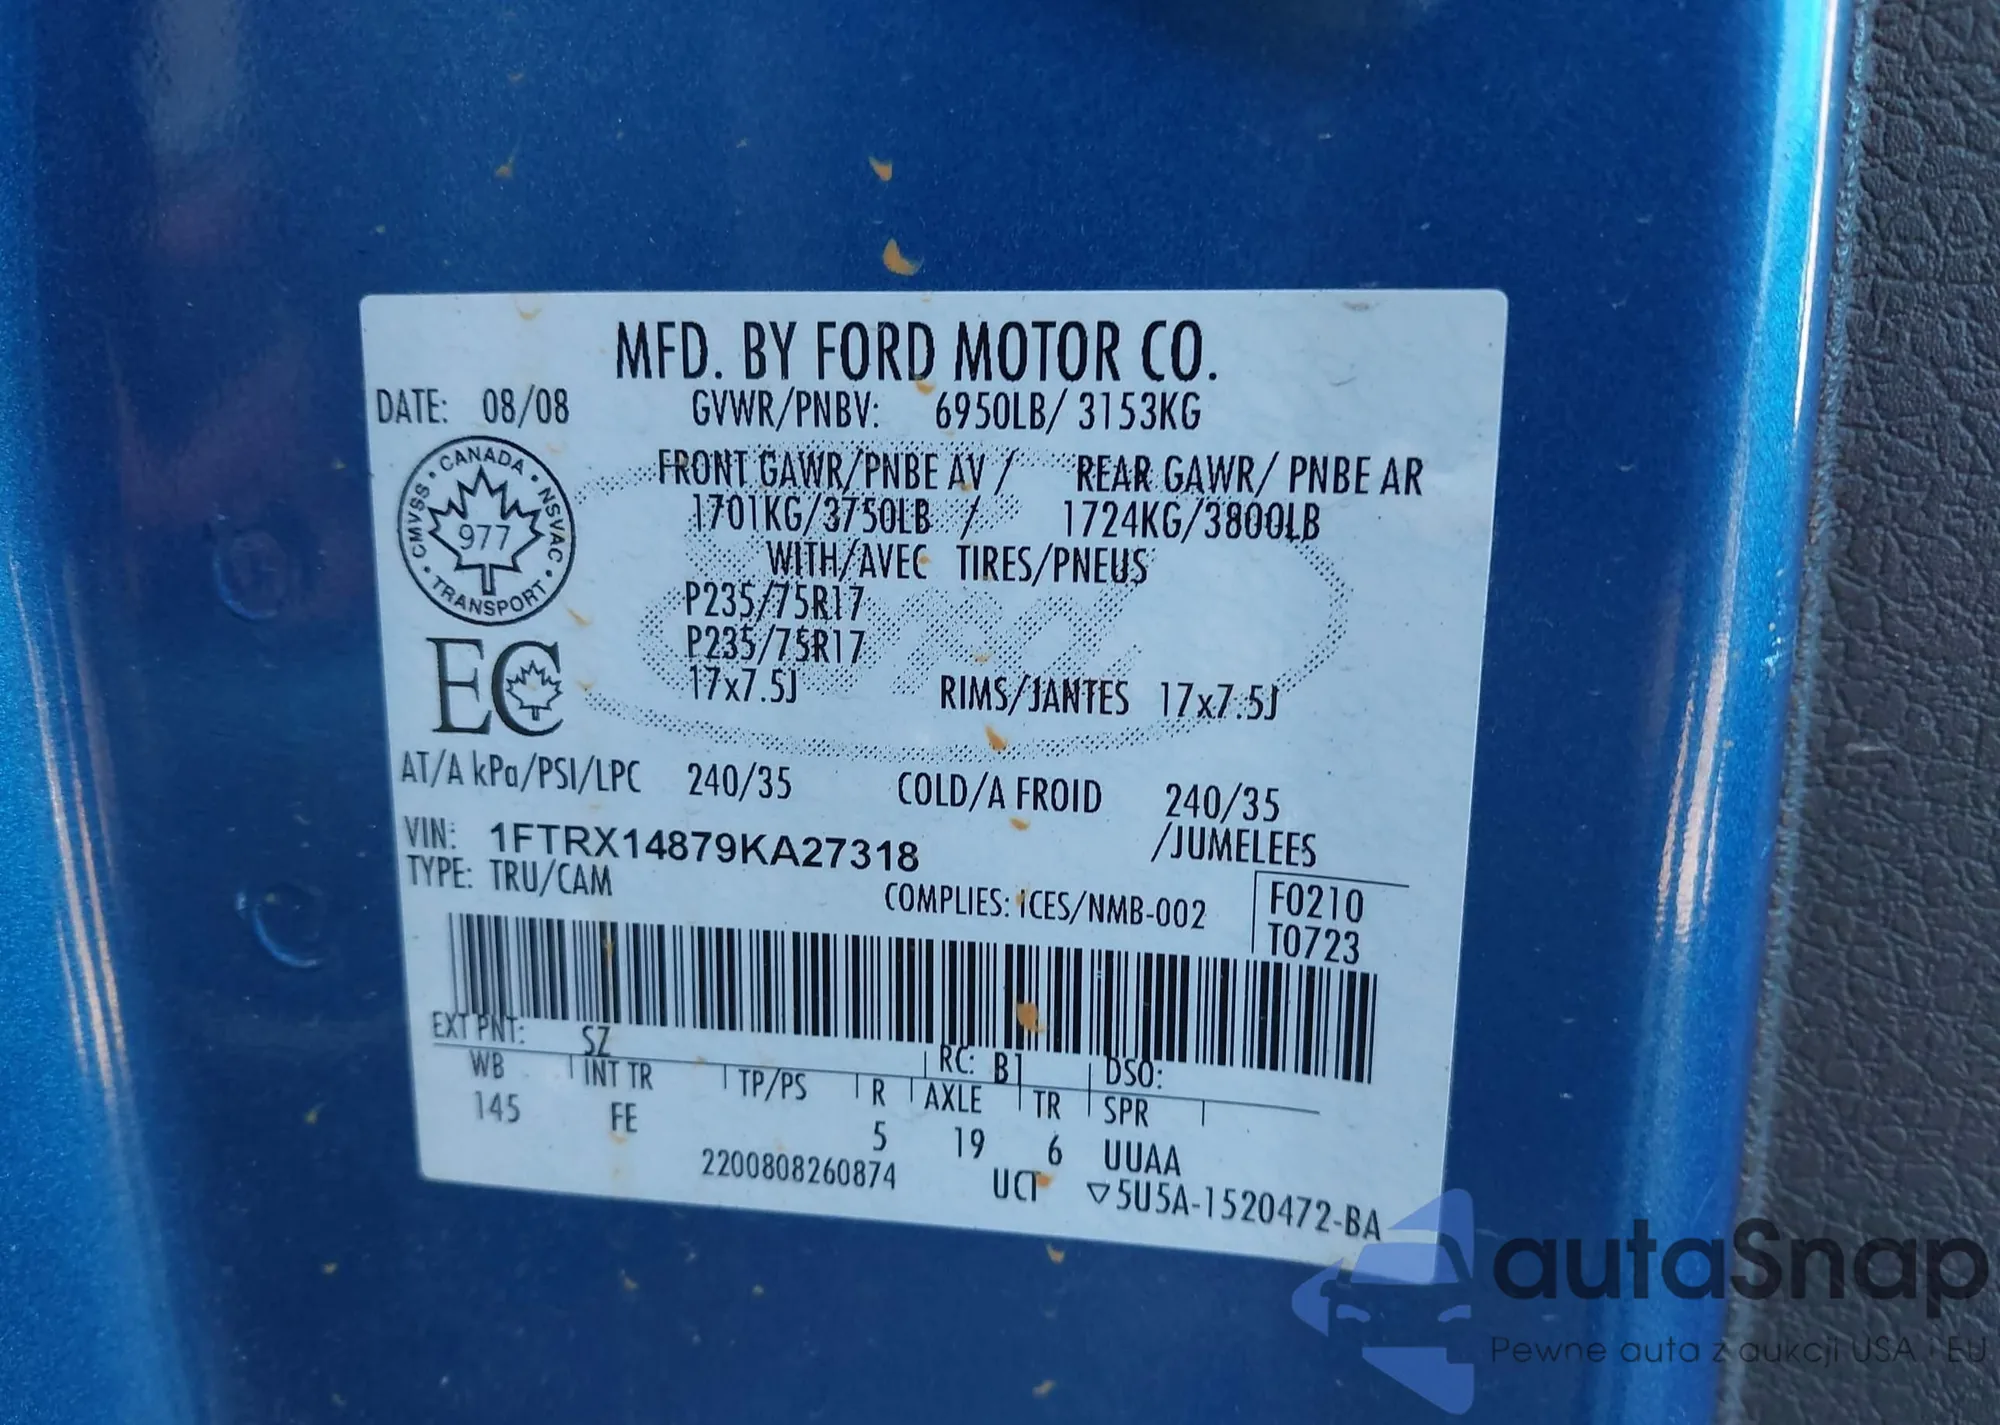 MFD. BY FORD MOTOR CO.
DATE: 08/08 GVWR/PNBV: 6950LB/ 3153KG
CANADA · NSVAC · TRANSPORT · CMVSS ·
977
FRONT GAWR/PNBE AV / REAR GAWR/ PNBE AR
1701KG/3750LB / 1724KG/3800LB
WITH/AVEC TIRES/PNEUS
P235/75R17
P235/75R17
EC
17x7.5J RIMS/JANTES 17x7.5J
AT/A kPa/PSI/LPC 240/35 COLD/A FROID 240/35
VIN: 1FTRX14879KA27318 /JUMELEES
TYPE: TRU/CAM COMPLIES: ICES/NMB-002 F0210
T0723
EXT PNT: SZ RC: B1 DSO:
WB INT TR TP/PS R AXLE TR SPR
145 FE 5 19 6 UUAA
2200808260874 UCT ▽5U5A-1520472-BA
autaSnap
Pewne auta z aukcji USA i EU